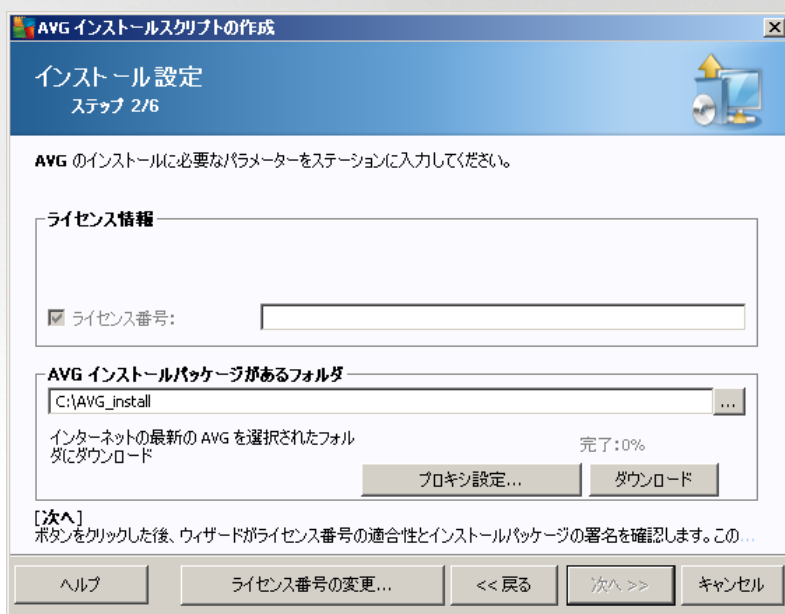 AVG インストールスクリプトの作成
インストール設定
ステップ 2/6
AVG のインストールに必要なパラメーターをステーションに入力してください。
ライセンス情報
ライセンス番号:
AVG インストールパッケージがあるフォルダ
C:\AVG_install
...
インターネットの最新の AVG を選択されたフォル
ダにダウンロード
完了:0%
プロキシ設定...
ダウンロード
[次へ]
ボタンをクリックした後、ウィザードがライセンス番号の適合性とインストールパッケージの署名を確認します。この...
ヘルプ
ライセンス番号の変更...
<< 戻る
次へ >>
キャンセル